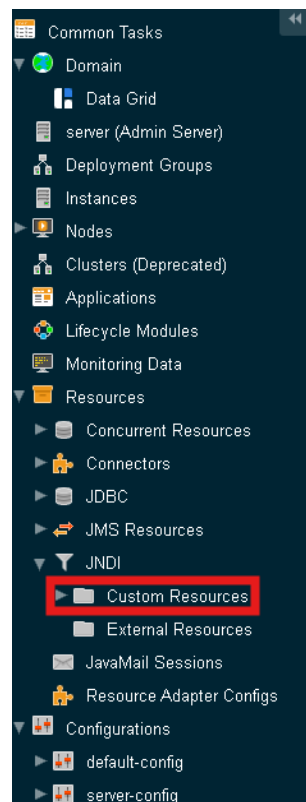 Common Tasks
Domain
Data Grid
server (Admin Server)
Deployment Groups
Instances
Nodes
Clusters (Deprecated)
Applications
Lifecycle Modules
Monitoring Data
Resources
Concurrent Resources
Connectors
JDBC
JMS Resources
JNDI
Custom Resources
External Resources
JavaMail Sessions
Resource Adapter Configs
Configurations
default-config
server-config